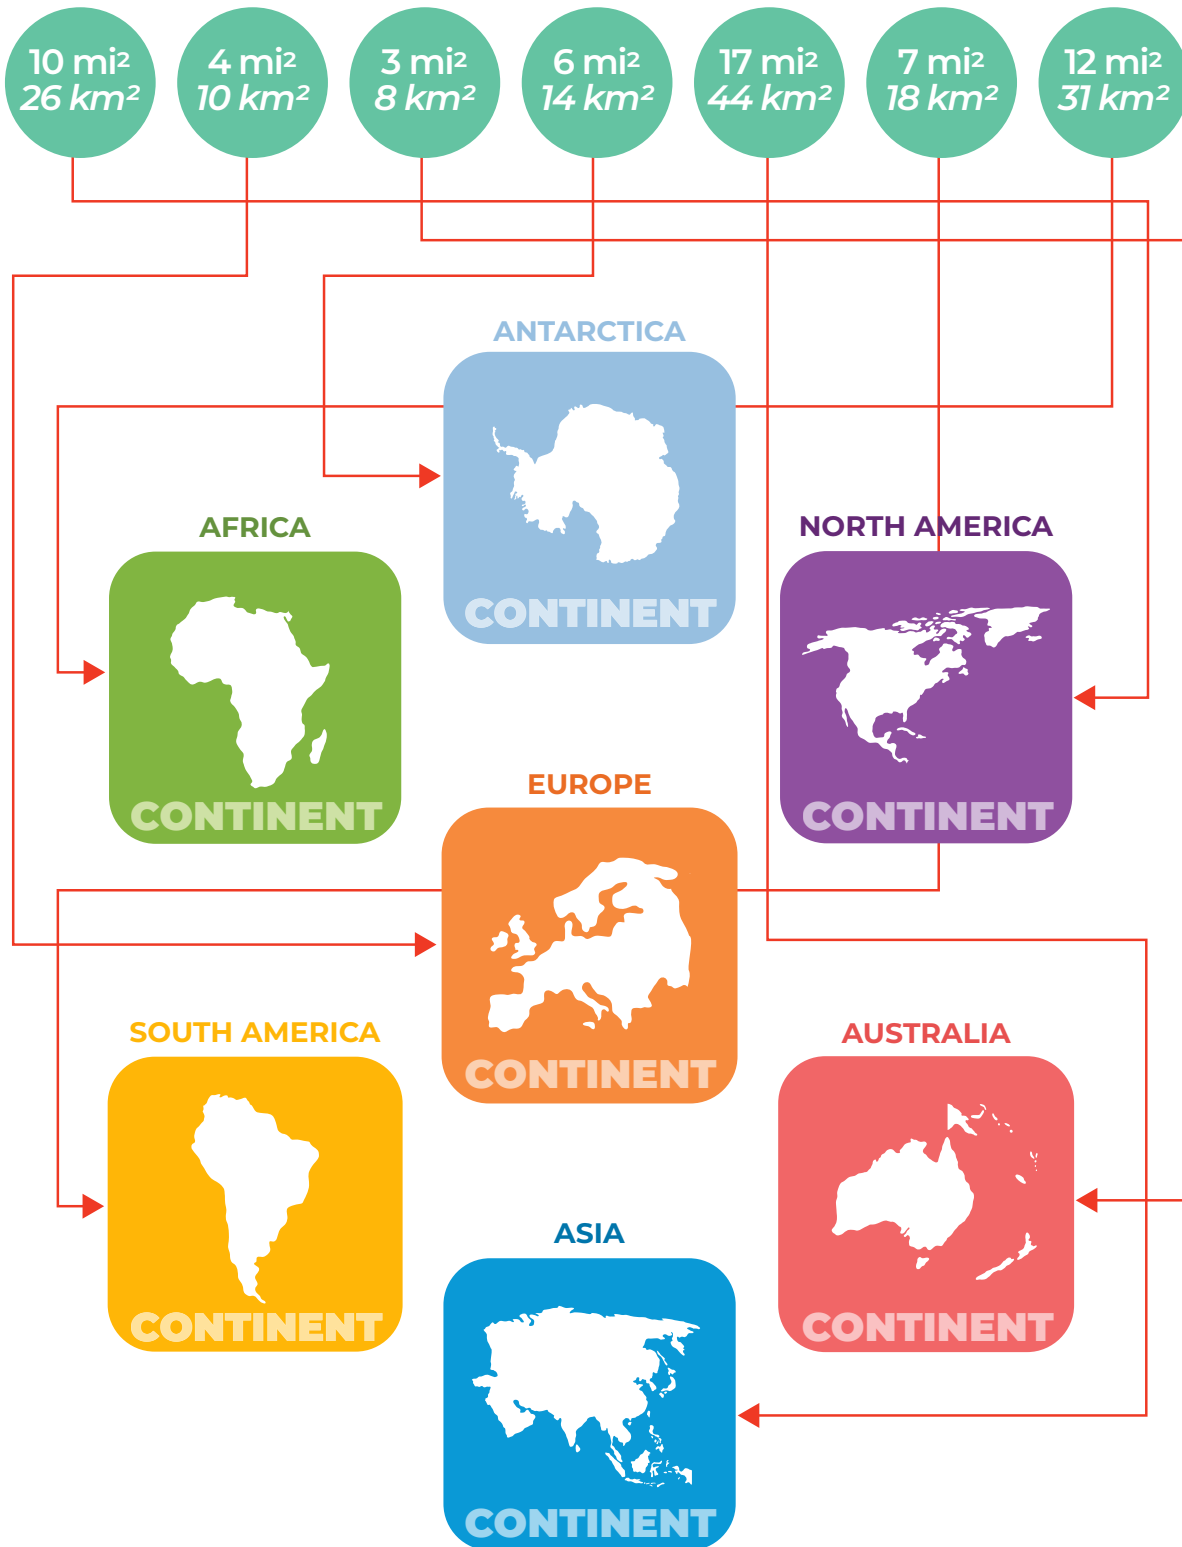 10 mi²
26 km²
4 mi²
10 km²
3 mi²
8 km²
6 mi²
14 km²
17 mi²
44 km²
7 mi²
18 km²
12 mi²
31 km²
ANTARCTICA
CONTINENT
AFRICA
CONTINENT
NORTH AMERICA
CONTINENT
EUROPE
CONTINENT
SOUTH AMERICA
CONTINENT
AUSTRALIA
CONTINENT
ASIA
CONTINENT